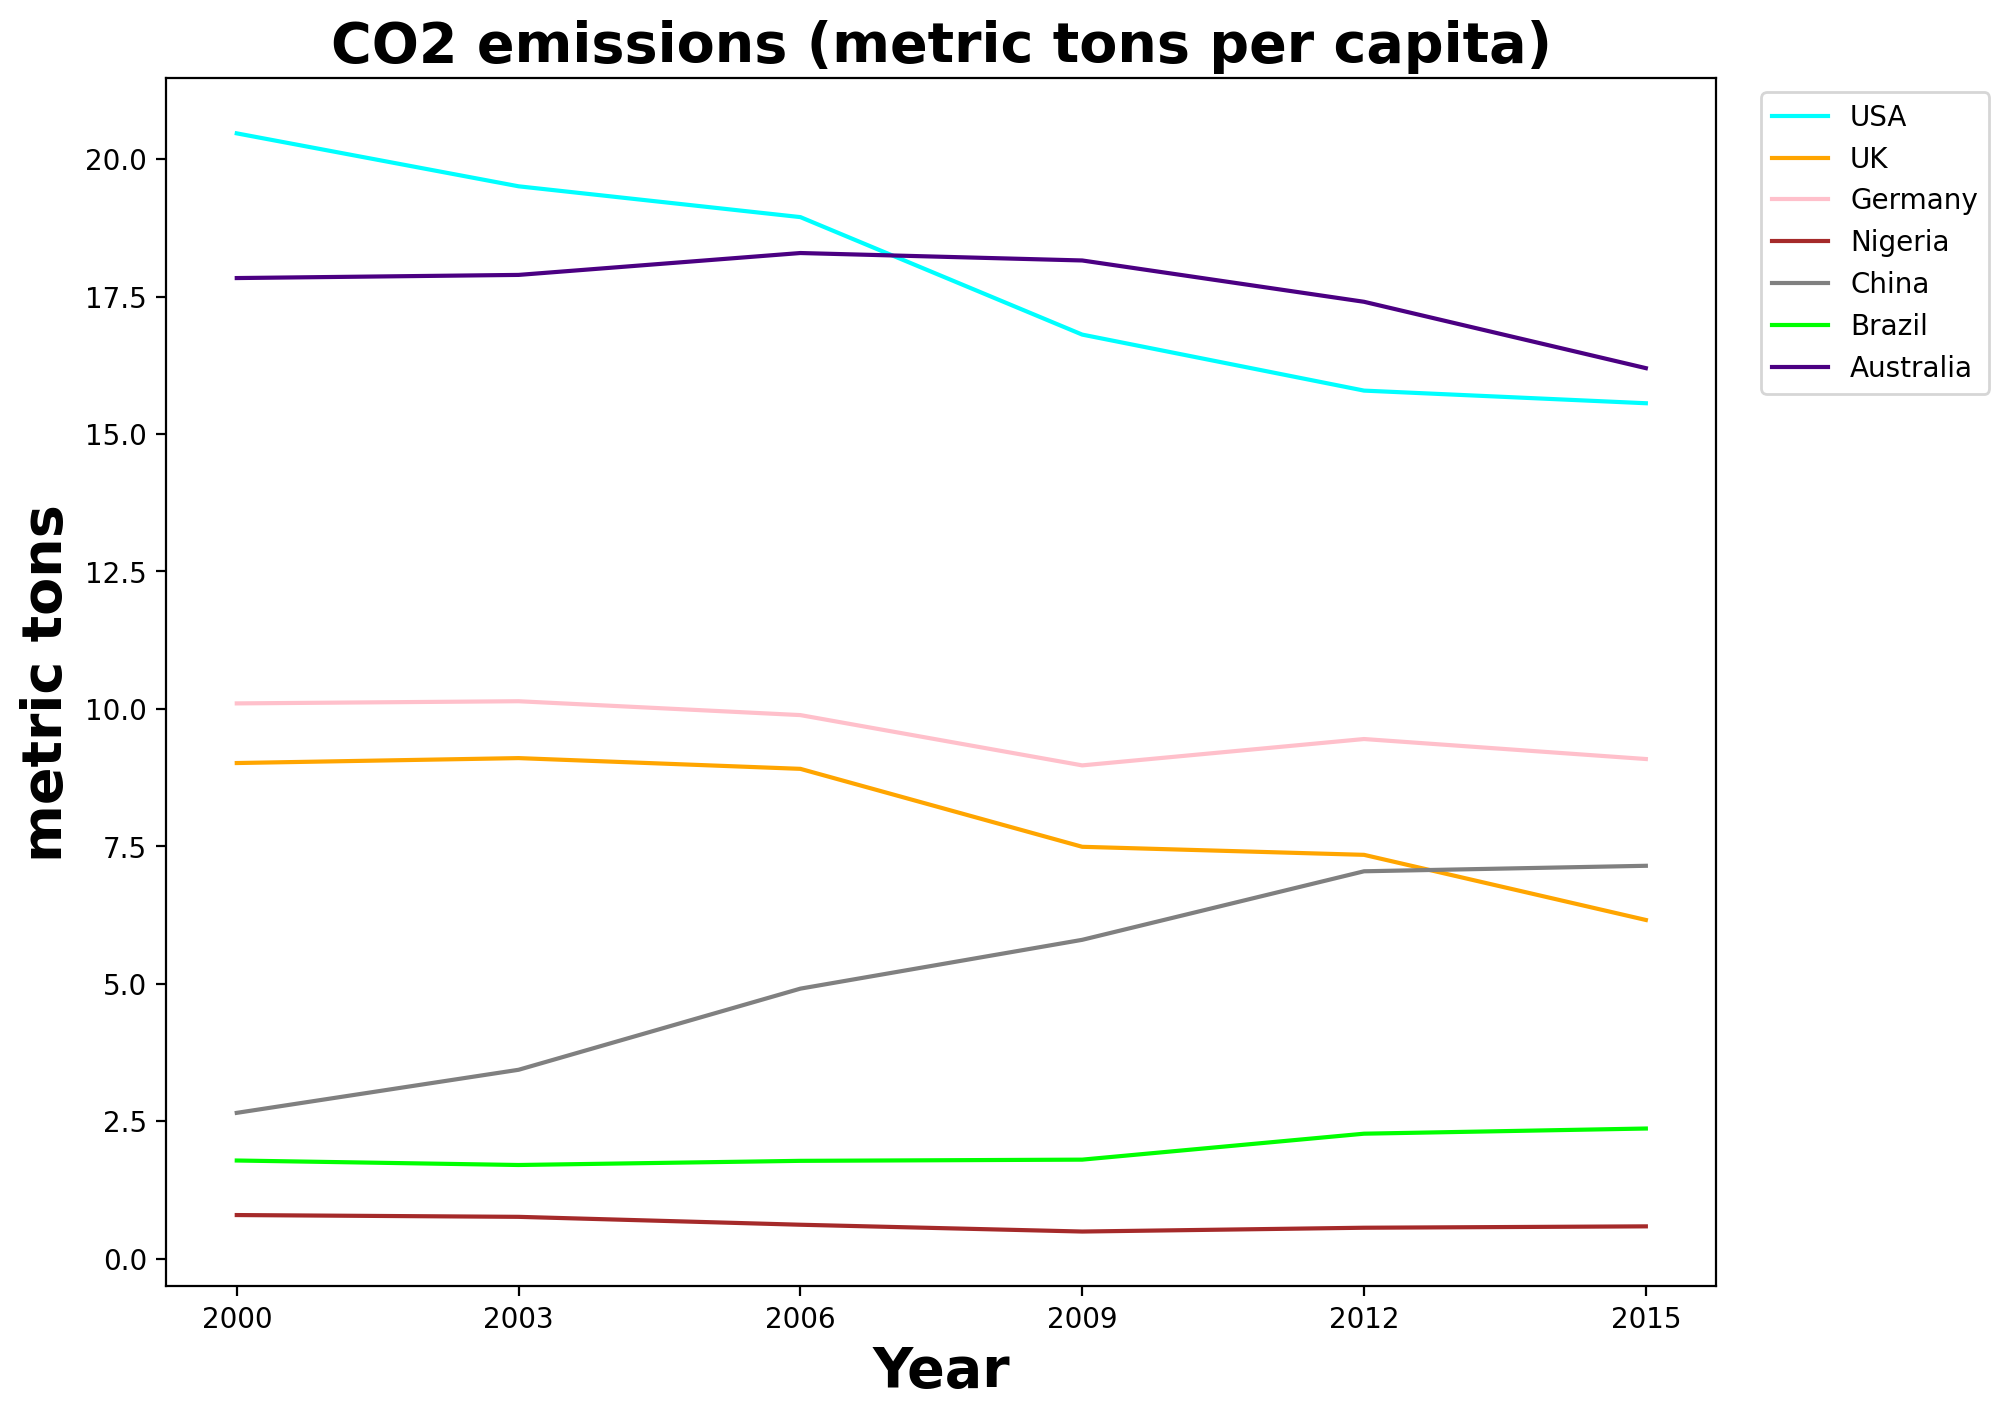 CO2 emissions (metric tons per capita)
metric tons
20.0
17.5
15.0
12.5
10.0
7.5
5.0
2.5
0.0
2000 2003 2006 2009 2012 2015
Year
USA
UK
Germany
Nigeria
China
Brazil
Australia